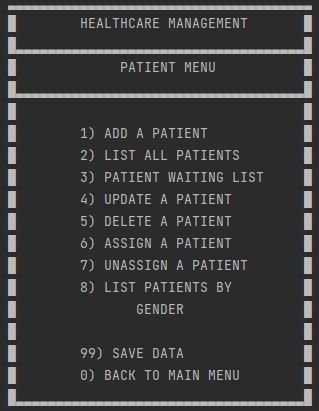 HEALTHCARE MANAGEMENT
PATIENT MENU
1) ADD A PATIENT
2) LIST ALL PATIENTS
3) PATIENT WAITING LIST
4) UPDATE A PATIENT
5) DELETE A PATIENT
6) ASSIGN A PATIENT
7) UNASSIGN A PATIENT
8) LIST PATIENTS BY
GENDER
99) SAVE DATA
0) BACK TO MAIN MENU